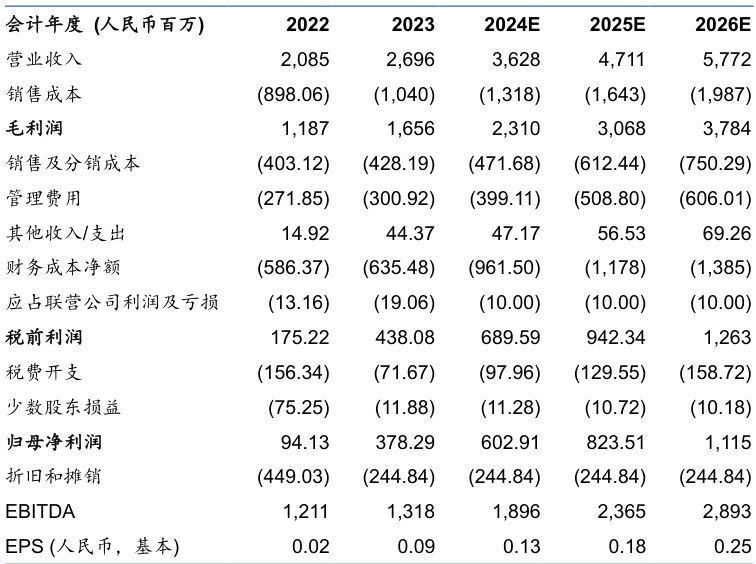 会计年度 (人民币百万) 2022 2023 2024E 2025E 2026E
营业收入 2,085 2,696 3,628 4,711 5,772
销售成本 (898.06) (1,040) (1,318) (1,643) (1,987)
毛利润 1,187 1,656 2,310 3,068 3,784
销售及分销成本 (403.12) (428.19) (471.68) (612.44) (750.29)
管理费用 (271.85) (300.92) (399.11) (508.80) (606.01)
其他收入/支出 14.92 44.37 47.17 56.53 69.26
财务成本净额 (586.37) (635.48) (961.50) (1,178) (1,385)
应占联营公司利润及亏损 (13.16) (19.06) (10.00) (10.00) (10.00)
税前利润 175.22 438.08 689.59 942.34 1,263
税费开支 (156.34) (71.67) (97.96) (129.55) (158.72)
少数股东损益 (75.25) (11.88) (11.28) (10.72) (10.18)
归母净利润 94.13 378.29 602.91 823.51 1,115
折旧和摊销 (449.03) (244.84) (244.84) (244.84) (244.84)
EBITDA 1,211 1,318 1,896 2,365 2,893
EPS (人民币，基本) 0.02 0.09 0.13 0.18 0.25